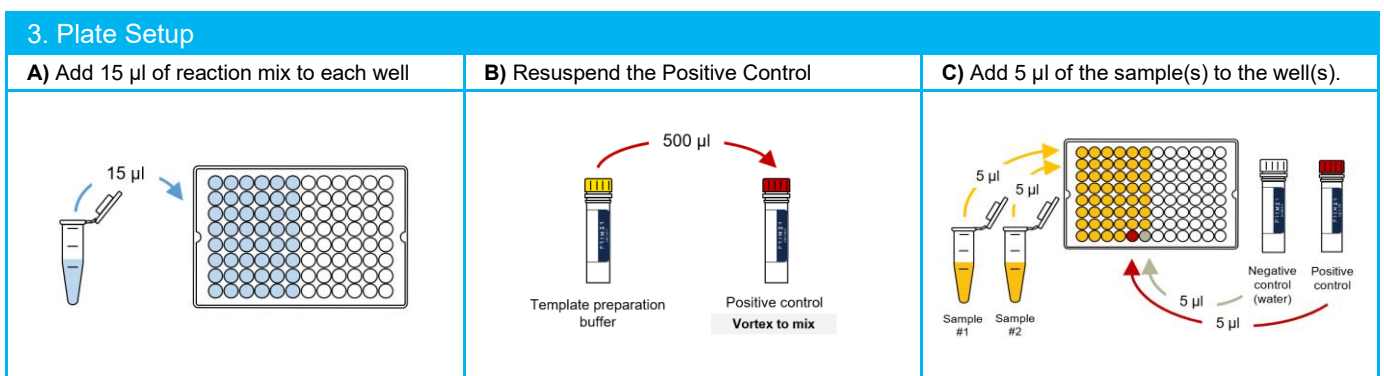 3. Plate Setup
A) Add 15 µl of reaction mix to each well
B) Resuspend the Positive Control
C) Add 5 µl of the sample(s) to the well(s).
15 µl
500 µl
Template preparation
buffer
Positive control
Vortex to mix
5 µl
5 µl
Sample
#1
Sample
#2
Negative
control
(water)
Positive
control
5 µl
5 µl